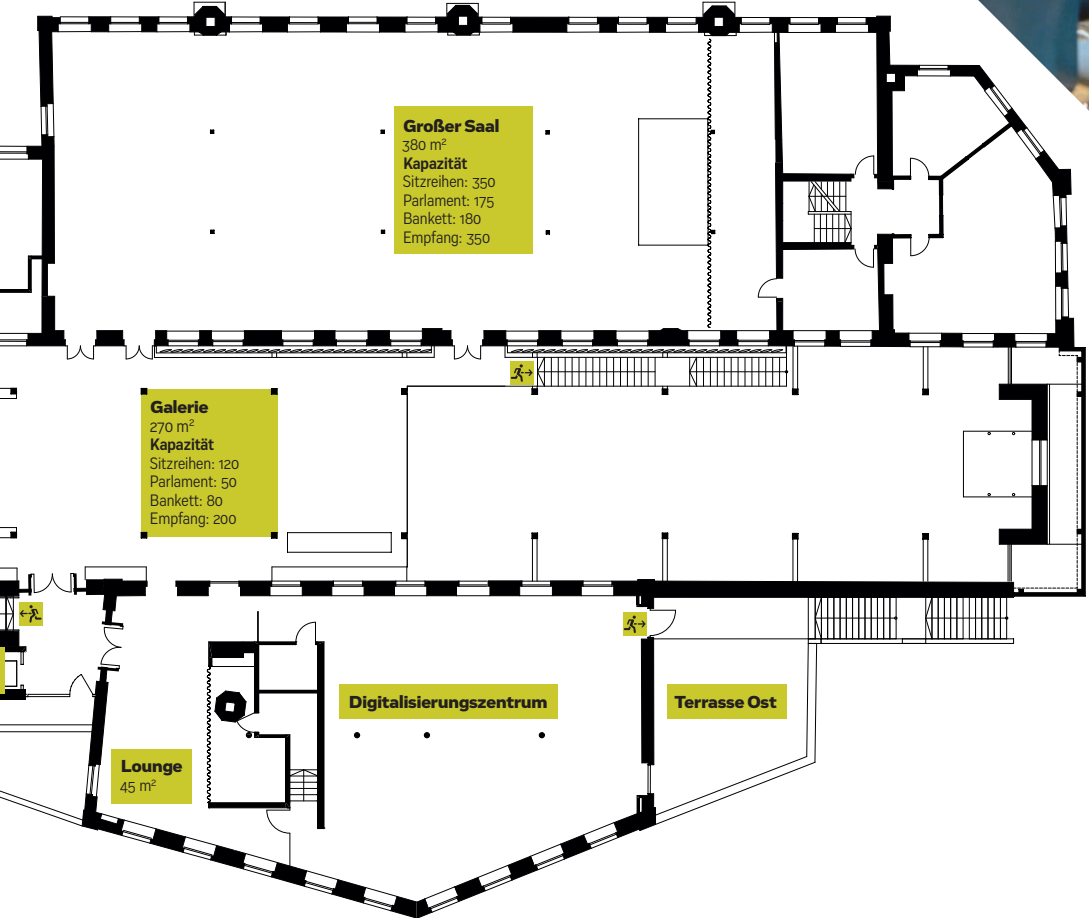 Großer Saal
380 m²
Kapazität
Sitzreihen: 350
Parlament: 175
Bankett: 180
Empfang: 350
Galerie
270 m²
Kapazität
Sitzreihen: 120
Parlament: 50
Bankett: 80
Empfang: 200
Digitalisierungszentrum
Terrasse Ost
Lounge
45 m²